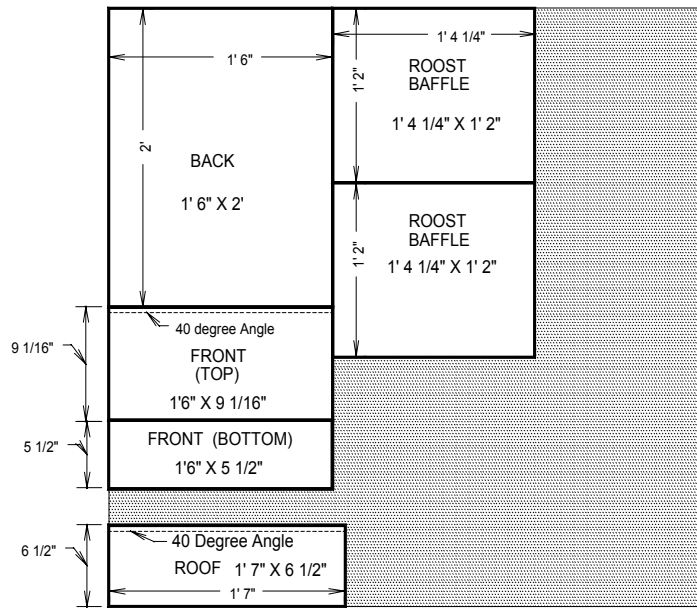 1' 6"
2'
BACK
1' 6" X 2'
1' 4 1/4"
1' 2"
ROOST
BAFFLE
1' 4 1/4" X 1' 2"
1' 2"
ROOST
BAFFLE
1' 4 1/4" X 1' 2"
9 1/16"
40 degree Angle
FRONT
(TOP)
1'6" X 9 1/16"
5 1/2"
FRONT (BOTTOM)
1'6" X 5 1/2"
6 1/2"
40 Degree Angle
ROOF 1' 7" X 6 1/2"
1' 7"